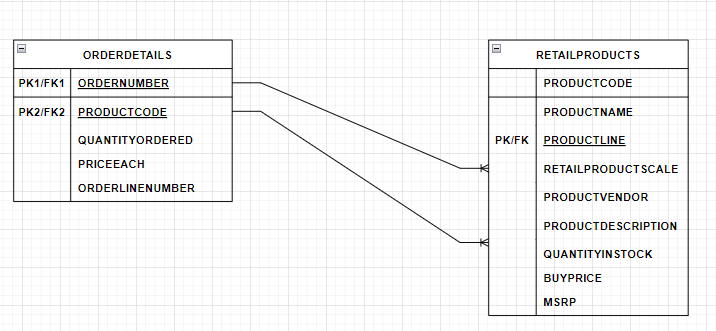 ORDERDETAILS
PK1/FK1 ORDERNUMBER
PK2/FK2 PRODUCTCODE
QUANTITYORDERED
PRICEEACH
ORDERLINENUMBER
RETAILPRODUCTS
PRODUCTCODE
PRODUCTNAME
PK/FK PRODUCTLINE
RETAILPRODUCTSCALE
PRODUCTVENDOR
PRODUCTDESCRIPTION
QUANTITYINSTOCK
BUYPRICE
MSRP